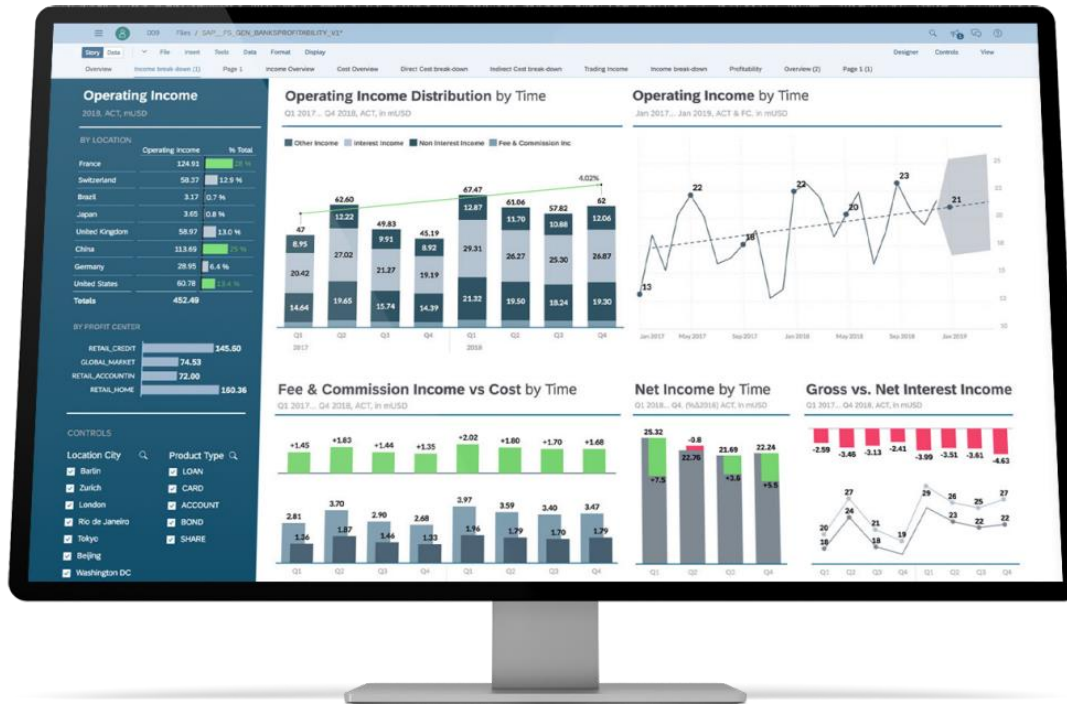 009 Files / SAP__FS_GEN_BANKSPROFITABILITY_V1*
Story Data File Insert Tools Data Format Display Designer Controls View
Overview Income break-down (1) Page 1 Income Overview Cost Overview Direct Cost break-down Indirect Cost break-down Trading Income Income break-down Profitability Overview (2) Page 1 (1)
Operating Income
2018, ACT, mUSD
BY LOCATION
Operating Income % Total
France 124.91 28 %
Switzerland 58.37 12.9 %
Brazil 3.17 0.7 %
Japan 3.65 0.8 %
United Kingdom 58.97 13.0 %
China 113.69 25 %
Germany 28.95 6.4 %
United States 60.78 13.4 %
Totals 452.49
BY PROFIT CENTER
RETAIL_CREDIT 145.60
GLOBAL_MARKET 74.53
RETAIL_ACCOUNTIN 72.00
RETAIL_HOME 160.36
CONTROLS
Location City Product Type
Barlin LOAN
Zurich CARD
London ACCOUNT
Rio de Janeiro BOND
Tokyo SHARE
Beijing
Washington DC
Operating Income Distribution by Time
Q1 2017... Q4 2018, ACT, in mUSD
Other Income Interest Income Non Interest Income Fee & Commission Inc
4.02%
47 62.60 49.83 45.19 67.47 61.06 57.82 62
8.95 12.22 9.91 8.92 12.87 11.70 10.88 12.06
20.42 27.02 21.27 19.19 29.31 26.27 25.30 26.87
14.64 19.65 15.74 14.39 21.32 19.50 18.24 19.30
Q1 Q2 Q3 Q4 Q1 Q2 Q3 Q4
2017 2018
Operating Income by Time
Jan 2017... Jan 2019, ACT & FC, in mUSD
13 22 18 22 20 23 21
Jan 2017 May 2017 Sep 2017 Jan 2018 May 2018 Sep 2018 Jan 2019
Fee & Commission Income vs Cost by Time
Q1 2017... Q4 2018, ACT, in mUSD
+1.45 +1.83 +1.44 +1.35 +2.02 +1.80 +1.70 +1.68
2.81 3.70 2.90 2.68 3.97 3.59 3.40 3.47
1.36 1.87 1.46 1.33 1.96 1.79 1.70 1.79
Q1 Q2 Q3 Q4 Q1 Q2 Q3 Q4
Net Income by Time
Q1 2018... Q4, (%Δ2018) ACT, in mUSD
25.32 -0.8 21.69 22.24
+7.5 22.76 +3.6 +5.5
Q1 Q2 Q3 Q4
Gross vs. Net Interest Income
Q1 2017... Q4 2018, ACT, in mUSD
-2.59 -3.46 -3.13 -2.41 -3.99 -3.51 -3.61 -4.63
20 27 21 29 26 25 27
18 24 18 19 23 22 22
Q1 Q2 Q3 Q4 Q1 Q2 Q3 Q4